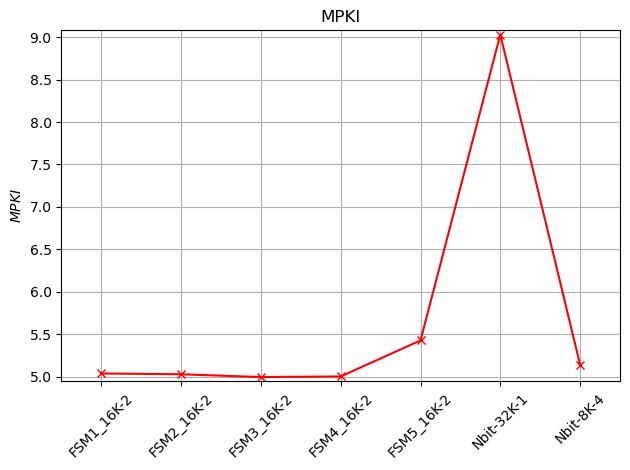 MPKI
9.0
8.5
8.0
7.5
7.0
6.5
6.0
5.5
5.0
MPKI
FSM1_16K-2
FSM2_16K-2
FSM3_16K-2
FSM4_16K-2
FSM5_16K-2
Nbit-32K-1
Nbit-8K-4